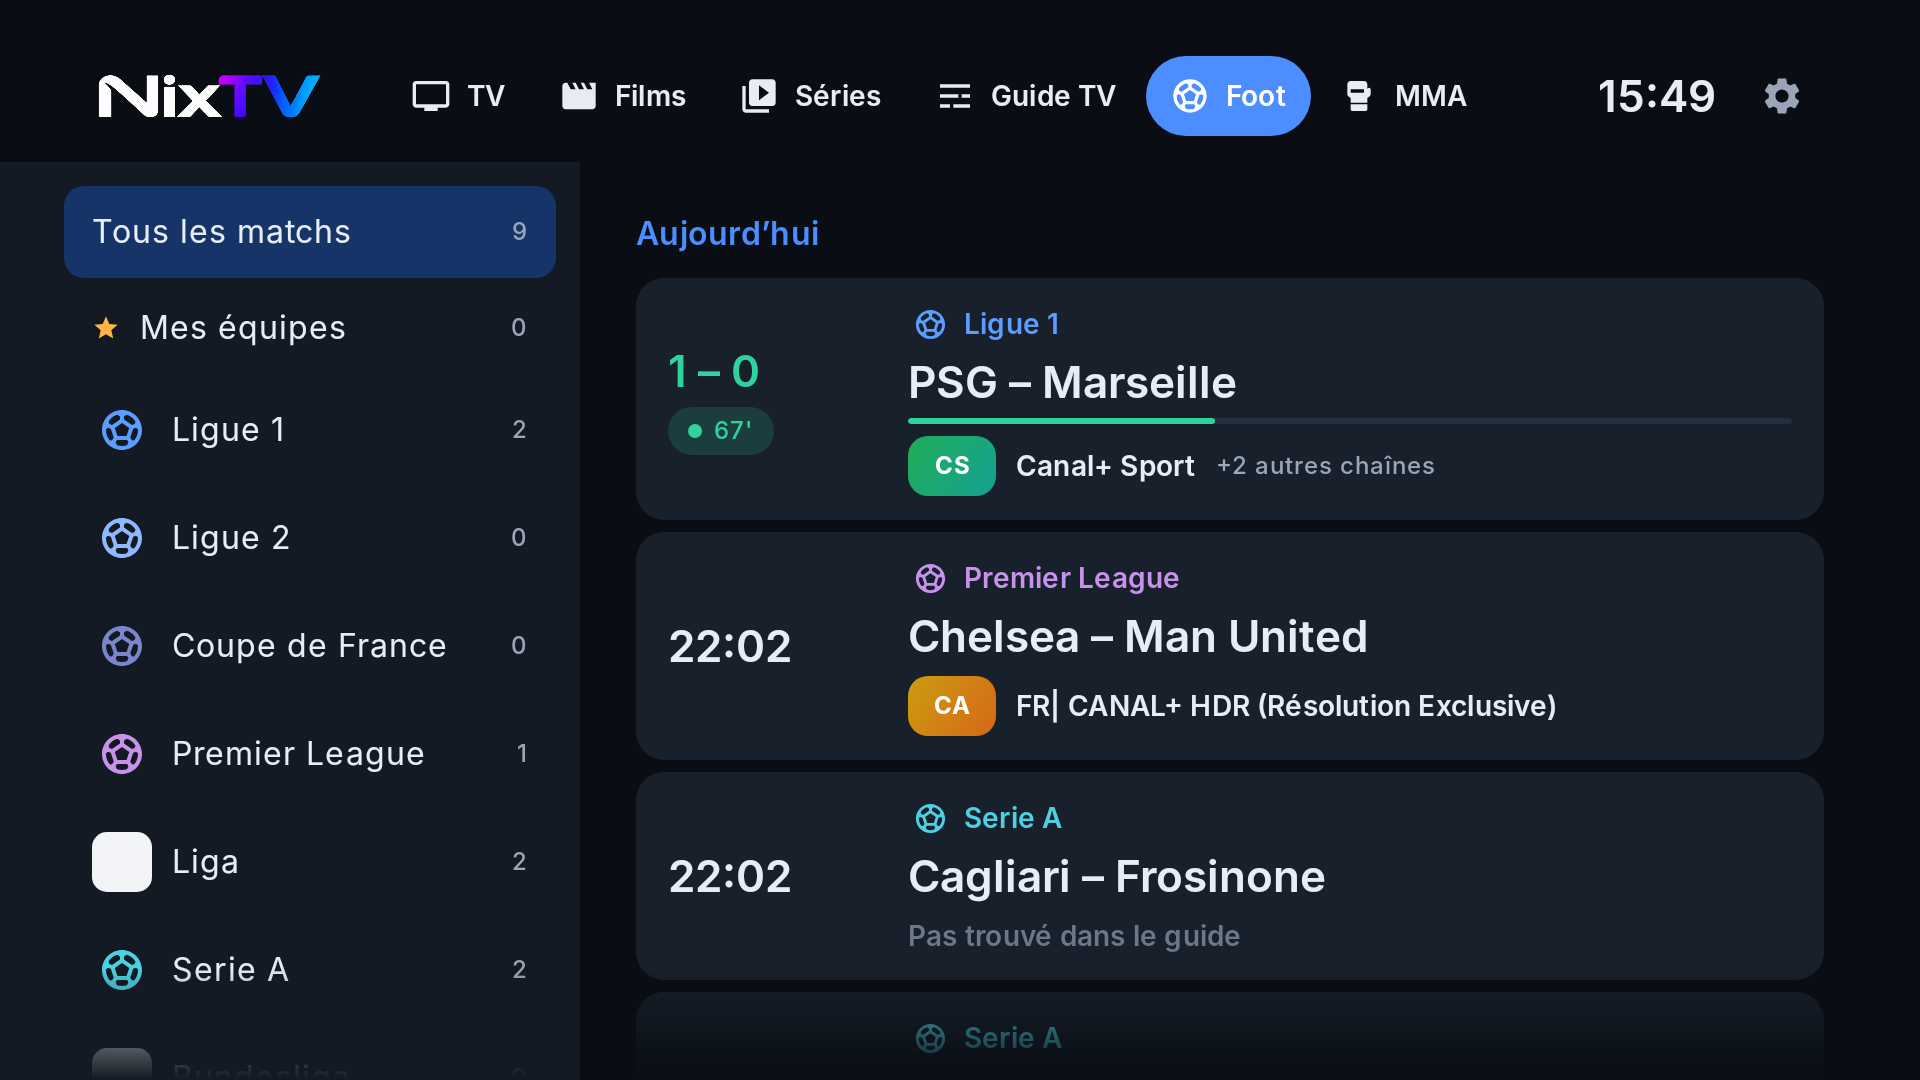 NixTV
TV
Films
Séries
Guide TV
Foot
MMA
15:49
Tous les matchs 9
Mes équipes 0
Ligue 1 2
Ligue 2 0
Coupe de France 0
Premier League 1
Liga 2
Serie A 2
Bundesliga 0
Aujourd’hui
Ligue 1
1 – 0
PSG – Marseille
67'
CS Canal+ Sport +2 autres chaînes
Premier League
22:02
Chelsea – Man United
CA FR| CANAL+ HDR (Résolution Exclusive)
Serie A
22:02
Cagliari – Frosinone
Pas trouvé dans le guide
Serie A